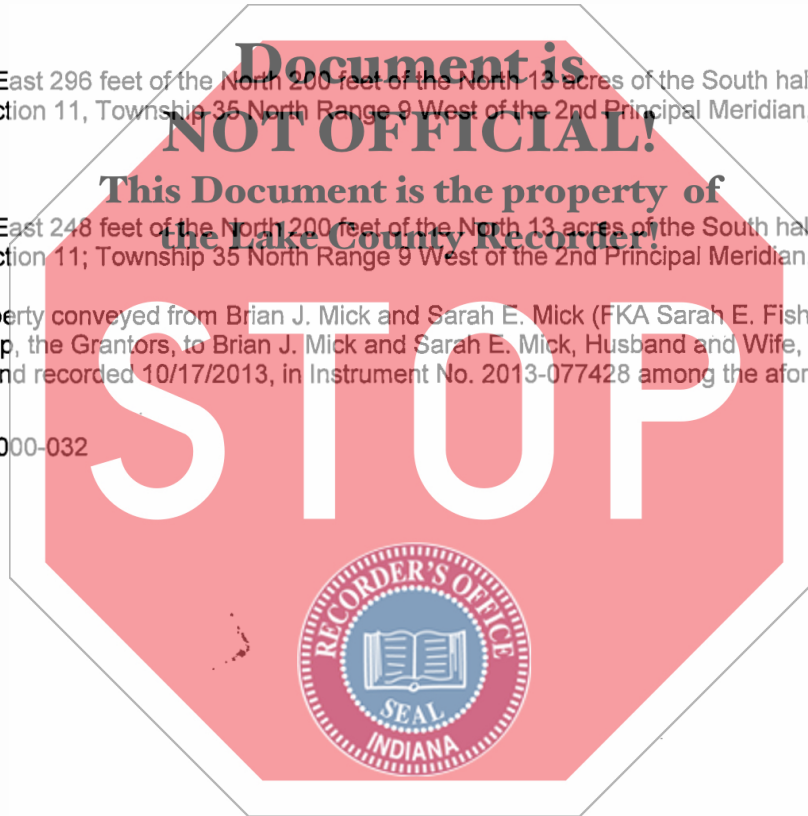 Document is
East 296 feet of the North 200 feet of the North 13 acres of the South hal
ction 11, Township 35 North Range 9 West of the 2nd Principal Meridian,
NOT OFFICIAL!
This Document is the property of
East 248 feet of the North 200 feet of the North 13 acres of the South hal
the Lake County Recorder!
ction 11; Township 35 North Range 9 West of the 2nd Principal Meridian
erty conveyed from Brian J. Mick and Sarah E. Mick (FKA Sarah E. Fish
p, the Grantors, to Brian J. Mick and Sarah E. Mick, Husband and Wife,
nd recorded 10/17/2013, in Instrument No. 2013-077428 among the afor
STOP
000-032
RECORDER'S OFFICE
SEAL
INDIANA